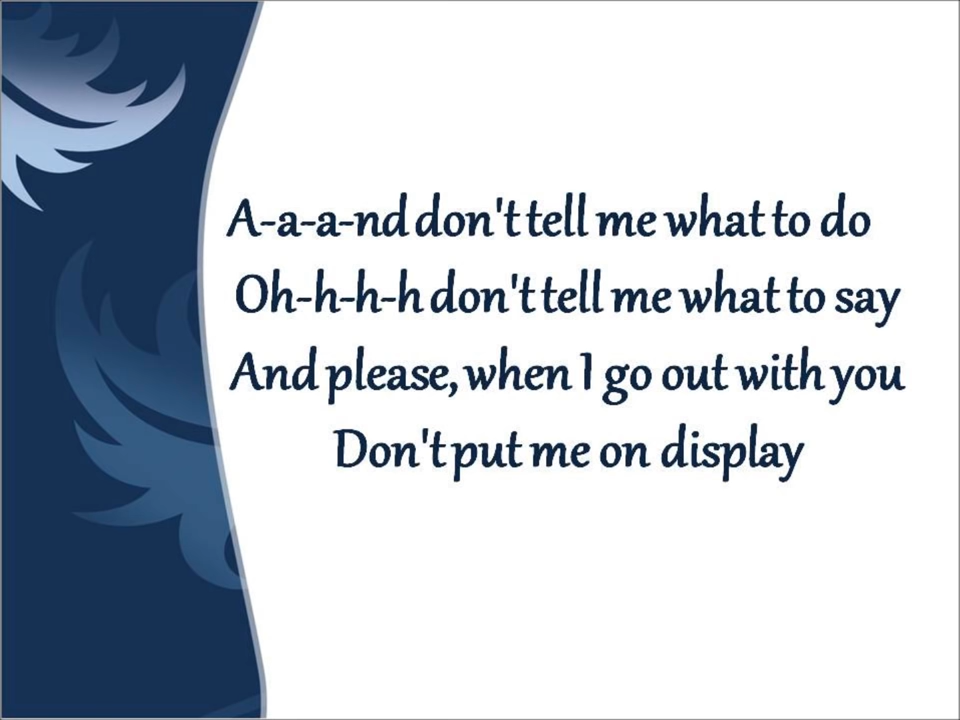 A-a-a-nd don't tell me what to do
Oh-h-h-h don't tell me what to say
And please, when I go out with you
Don't put me on display